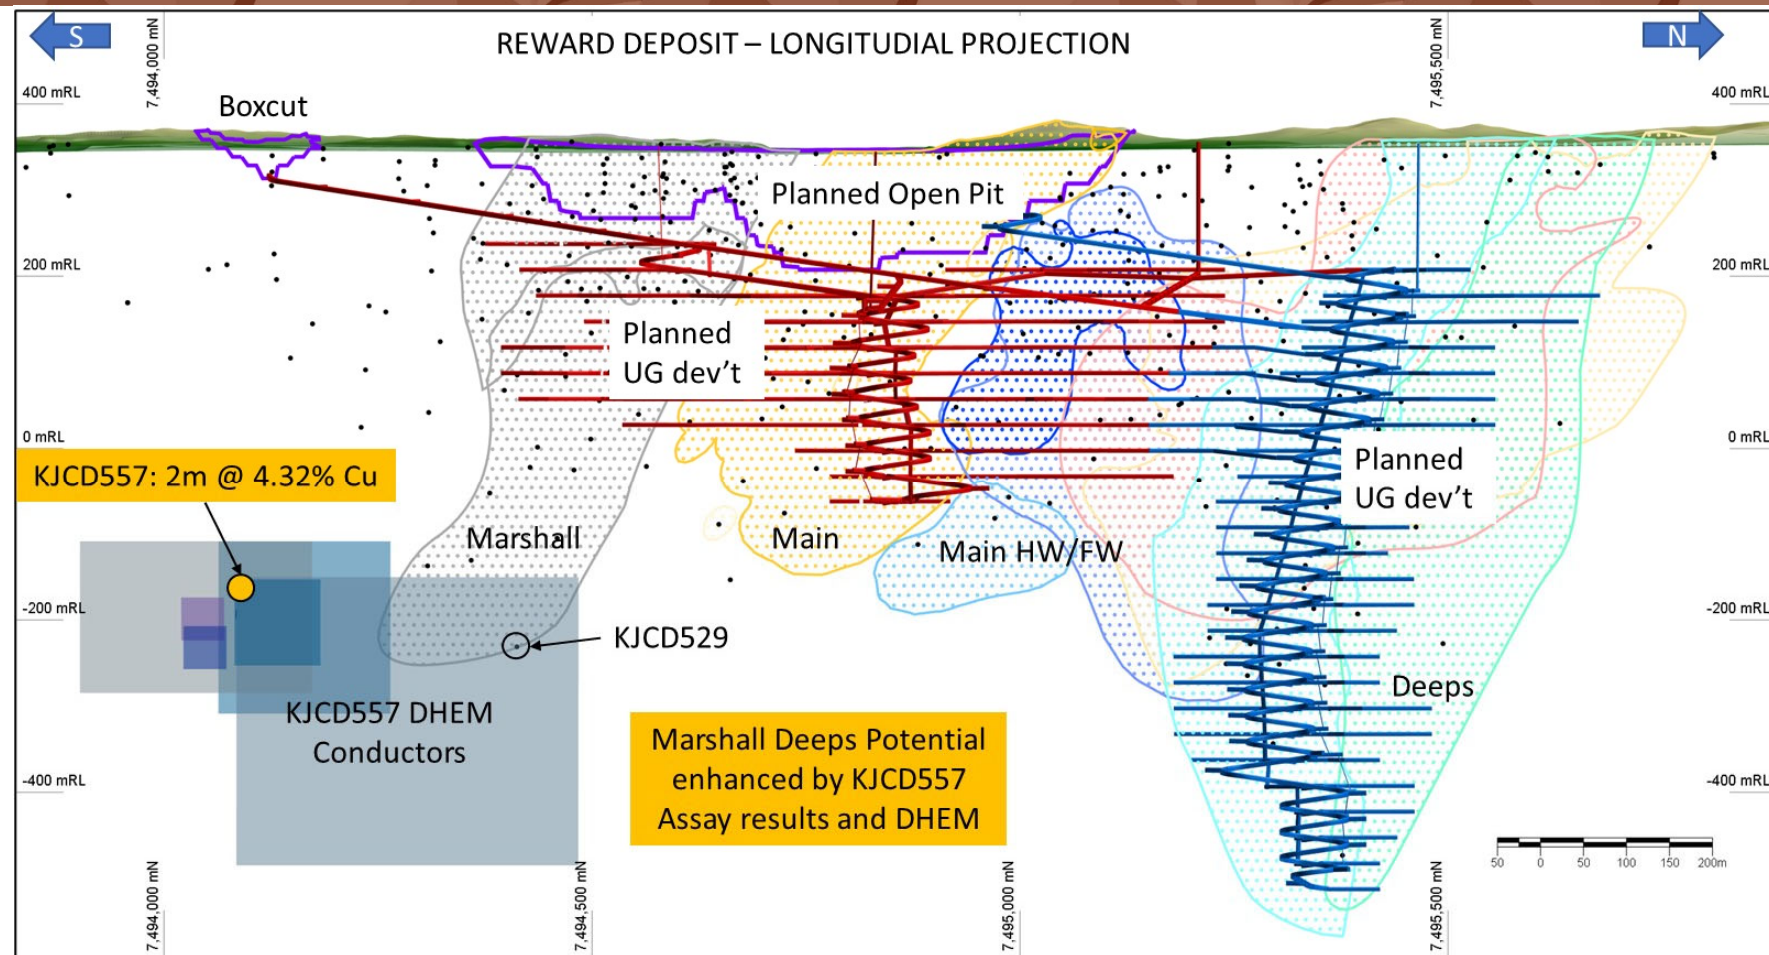 S
REWARD DEPOSIT – LONGITUDIAL PROJECTION
N
7,494,000 mN
7,495,500 mN
400 mRL
400 mRL
Boxcut
Planned Open Pit
200 mRL
200 mRL
Planned
UG dev't
0 mRL
0 mRL
KJCD557: 2m @ 4.32% Cu
Planned
UG dev't
Marshall
Main
Main HW/FW
-200 mRL
-200 mRL
KJCD529
Deeps
KJCD557 DHEM
Conductors
Marshall Deeps Potential
enhanced by KJCD557
Assay results and DHEM
-400 mRL
-400 mRL
50 0 50 100 150 200m
7,494,000 mN
7,494,500 mN
7,495,000 mN
7,495,500 mN